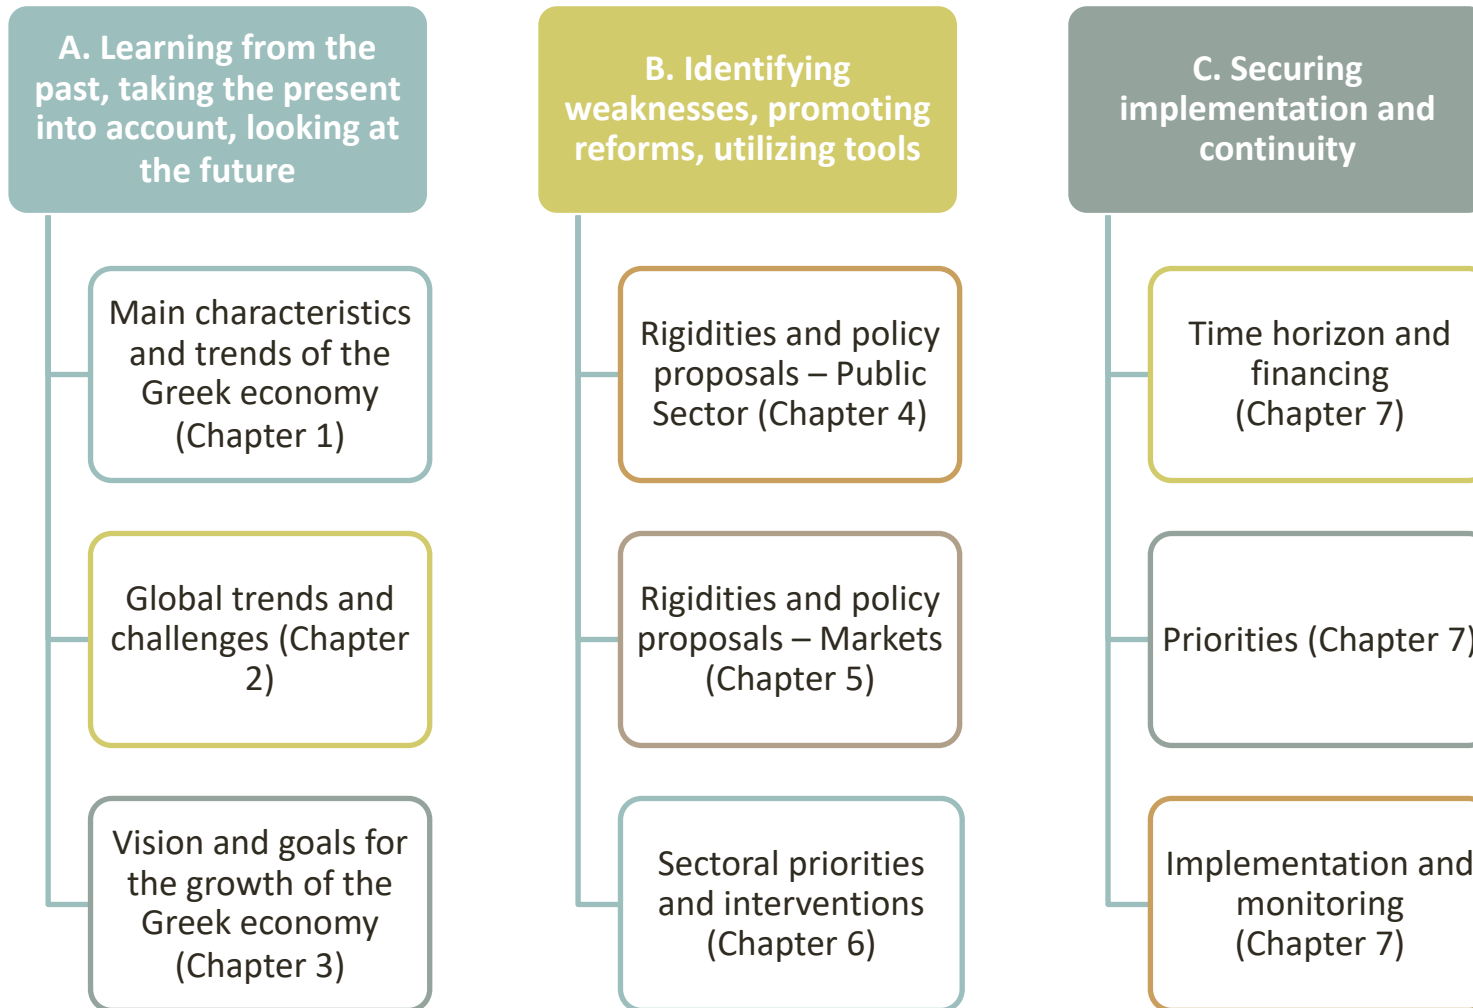 A. Learning from the
past, taking the present
into account, looking at
the future
Main characteristics
and trends of the
Greek economy
(Chapter 1)
Global trends and
challenges (Chapter
2)
Vision and goals for
the growth of the
Greek economy
(Chapter 3)
B. Identifying
weaknesses, promoting
reforms, utilizing tools
Rigidities and policy
proposals – Public
Sector (Chapter 4)
Rigidities and policy
proposals – Markets
(Chapter 5)
Sectoral priorities
and interventions
(Chapter 6)
C. Securing
implementation and
continuity
Time horizon and
financing
(Chapter 7)
Priorities (Chapter 7)
Implementation and
monitoring
(Chapter 7)